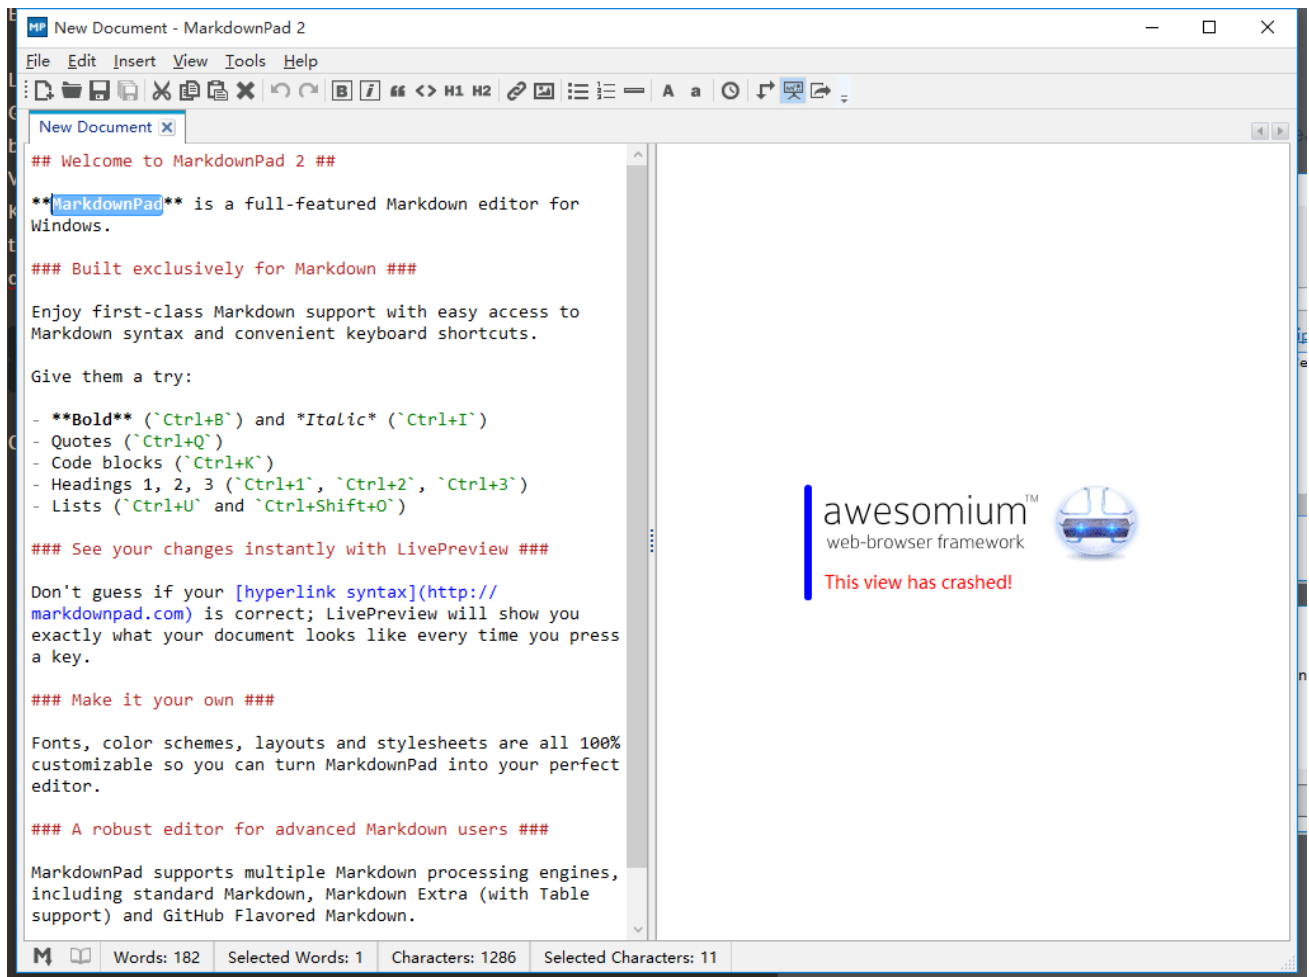 New Document - MarkdownPad 2
File Edit Insert View Tools Help
B i “ <> H1 H2 A a
New Document
## Welcome to MarkdownPad 2 ##
**MarkdownPad** is a full-featured Markdown editor for
Windows.
### Built exclusively for Markdown ###
Enjoy first-class Markdown support with easy access to
Markdown syntax and convenient keyboard shortcuts.
Give them a try:
- **Bold** (`Ctrl+B`) and *Italic* (`Ctrl+I`)
- Quotes (`Ctrl+Q`)
- Code blocks (`Ctrl+K`)
- Headings 1, 2, 3 (`Ctrl+1`, `Ctrl+2`, `Ctrl+3`)
- Lists (`Ctrl+U` and `Ctrl+Shift+O`)
### See your changes instantly with LivePreview ###
Don't guess if your [hyperlink syntax](http://
markdownpad.com) is correct; LivePreview will show you
exactly what your document looks like every time you press
a key.
### Make it your own ###
Fonts, color schemes, layouts and stylesheets are all 100%
customizable so you can turn MarkdownPad into your perfect
editor.
### A robust editor for advanced Markdown users ###
MarkdownPad supports multiple Markdown processing engines,
including standard Markdown, Markdown Extra (with Table
support) and GitHub Flavored Markdown.
awesomium™
web-browser framework
This view has crashed!
Words: 182 Selected Words: 1 Characters: 1286 Selected Characters: 11